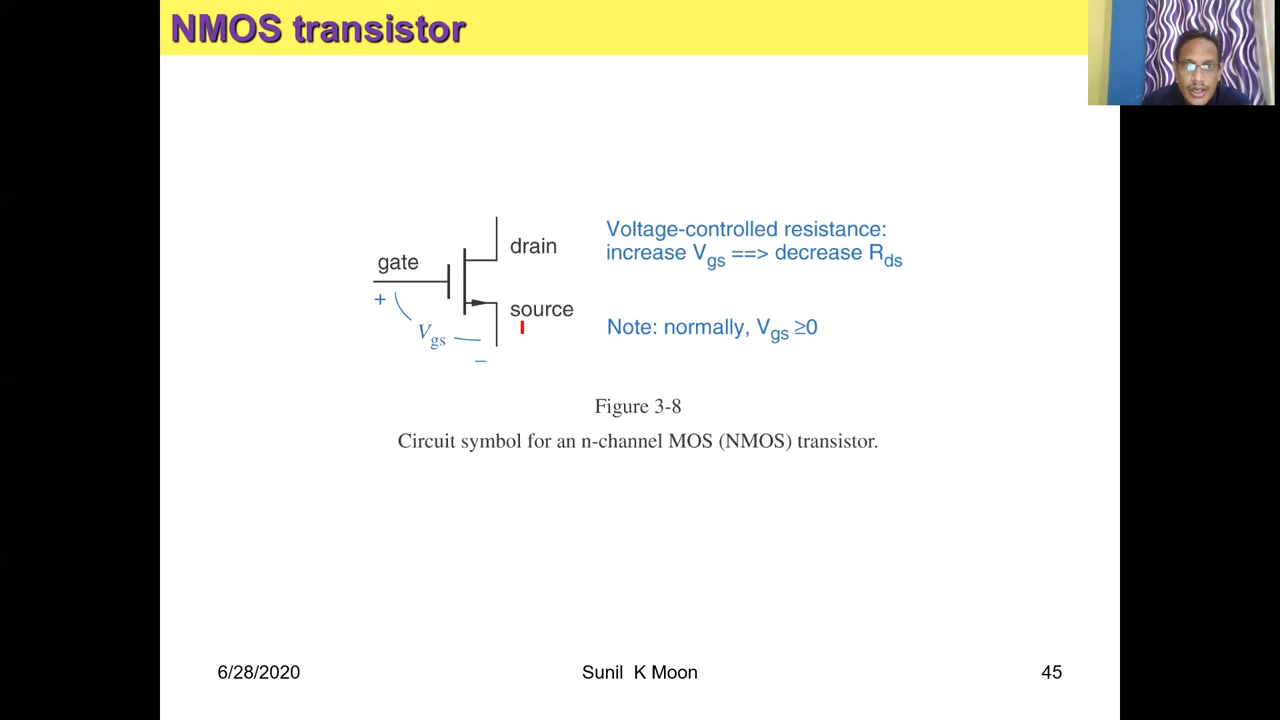 NMOS transistor
drain
gate
source
+
Vgs
–
Voltage-controlled resistance:
increase Vgs ==> decrease Rds
Note: normally, Vgs ≥0
Figure 3-8
Circuit symbol for an n-channel MOS (NMOS) transistor.
6/28/2020
Sunil K Moon
45